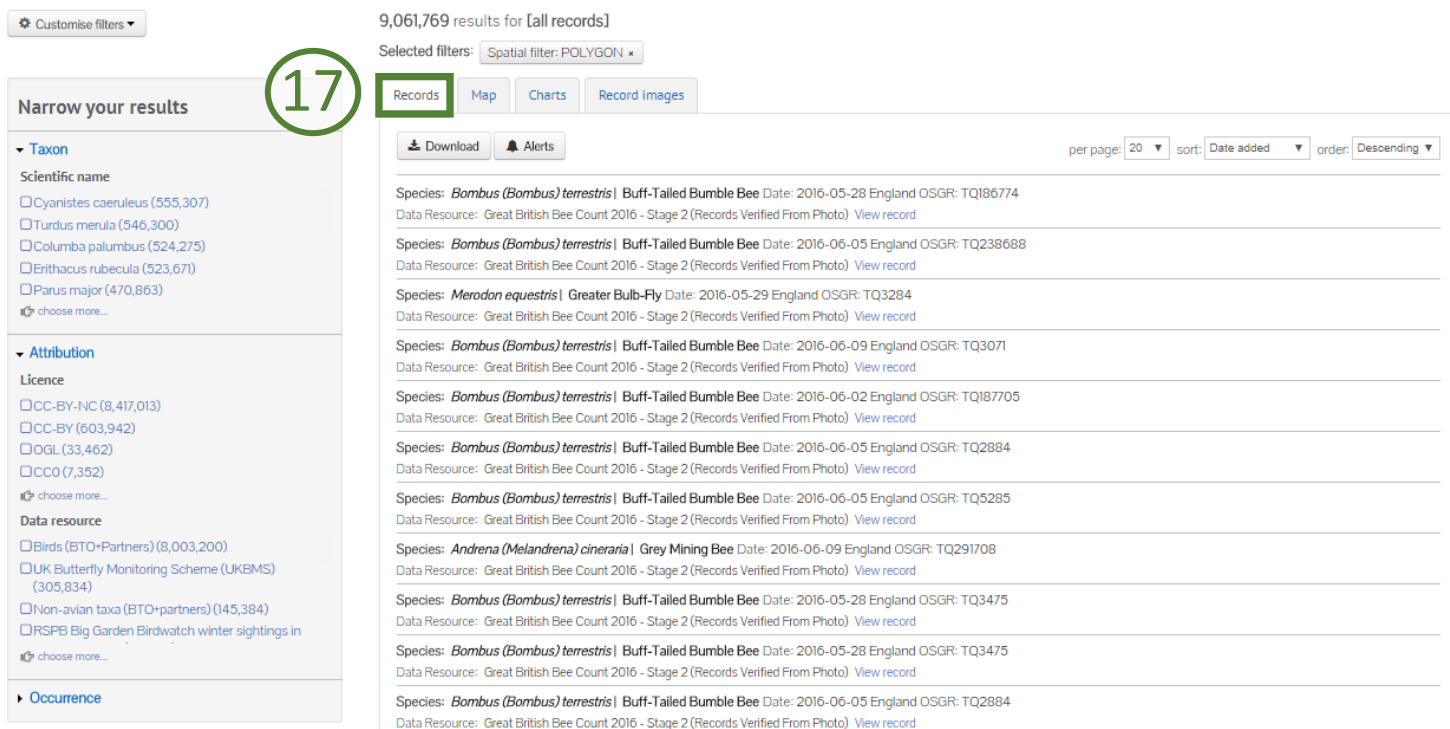 Customise filters
9,061,769 results for [all records]
Selected filters: Spatial filter: POLYGON ×
17
Narrow your results
Taxon
Scientific name
Cyanistes caeruleus (555,307)
Turdus merula (546,300)
Columba palumbus (524,275)
Erithacus rubecula (523,671)
Parus major (470,863)
choose more...
Attribution
Licence
CC-BY-NC (8,417,013)
CC-BY (603,942)
OGL (33,462)
CC0 (7,352)
choose more...
Data resource
Birds (BTO+Partners) (8,003,200)
UK Butterfly Monitoring Scheme (UKBMS)
(305,834)
Non-avian taxa (BTO+partners) (145,384)
RSPB Big Garden Birdwatch winter sightings in
choose more...
Occurrence
Records Map Charts Record images
Download Alerts per page: 20 sort: Date added order: Descending
Species: Bombus (Bombus) terrestris | Buff-Tailed Bumble Bee Date: 2016-05-28 England OSGR: TQ186774
Data Resource: Great British Bee Count 2016 - Stage 2 (Records Verified From Photo) View record
Species: Bombus (Bombus) terrestris | Buff-Tailed Bumble Bee Date: 2016-06-05 England OSGR: TQ238688
Data Resource: Great British Bee Count 2016 - Stage 2 (Records Verified From Photo) View record
Species: Merodon equestris | Greater Bulb-Fly Date: 2016-05-29 England OSGR: TQ3284
Data Resource: Great British Bee Count 2016 - Stage 2 (Records Verified From Photo) View record
Species: Bombus (Bombus) terrestris | Buff-Tailed Bumble Bee Date: 2016-06-09 England OSGR: TQ3071
Data Resource: Great British Bee Count 2016 - Stage 2 (Records Verified From Photo) View record
Species: Bombus (Bombus) terrestris | Buff-Tailed Bumble Bee Date: 2016-06-02 England OSGR: TQ187705
Data Resource: Great British Bee Count 2016 - Stage 2 (Records Verified From Photo) View record
Species: Bombus (Bombus) terrestris | Buff-Tailed Bumble Bee Date: 2016-06-05 England OSGR: TQ2884
Data Resource: Great British Bee Count 2016 - Stage 2 (Records Verified From Photo) View record
Species: Bombus (Bombus) terrestris | Buff-Tailed Bumble Bee Date: 2016-06-05 England OSGR: TQ5285
Data Resource: Great British Bee Count 2016 - Stage 2 (Records Verified From Photo) View record
Species: Andrena (Melandrena) cineraria | Grey Mining Bee Date: 2016-06-09 England OSGR: TQ291708
Data Resource: Great British Bee Count 2016 - Stage 2 (Records Verified From Photo) View record
Species: Bombus (Bombus) terrestris | Buff-Tailed Bumble Bee Date: 2016-05-28 England OSGR: TQ3475
Data Resource: Great British Bee Count 2016 - Stage 2 (Records Verified From Photo) View record
Species: Bombus (Bombus) terrestris | Buff-Tailed Bumble Bee Date: 2016-05-28 England OSGR: TQ3475
Data Resource: Great British Bee Count 2016 - Stage 2 (Records Verified From Photo) View record
Species: Bombus (Bombus) terrestris | Buff-Tailed Bumble Bee Date: 2016-06-05 England OSGR: TQ2884
Data Resource: Great British Bee Count 2016 - Stage 2 (Records Verified From Photo) View record